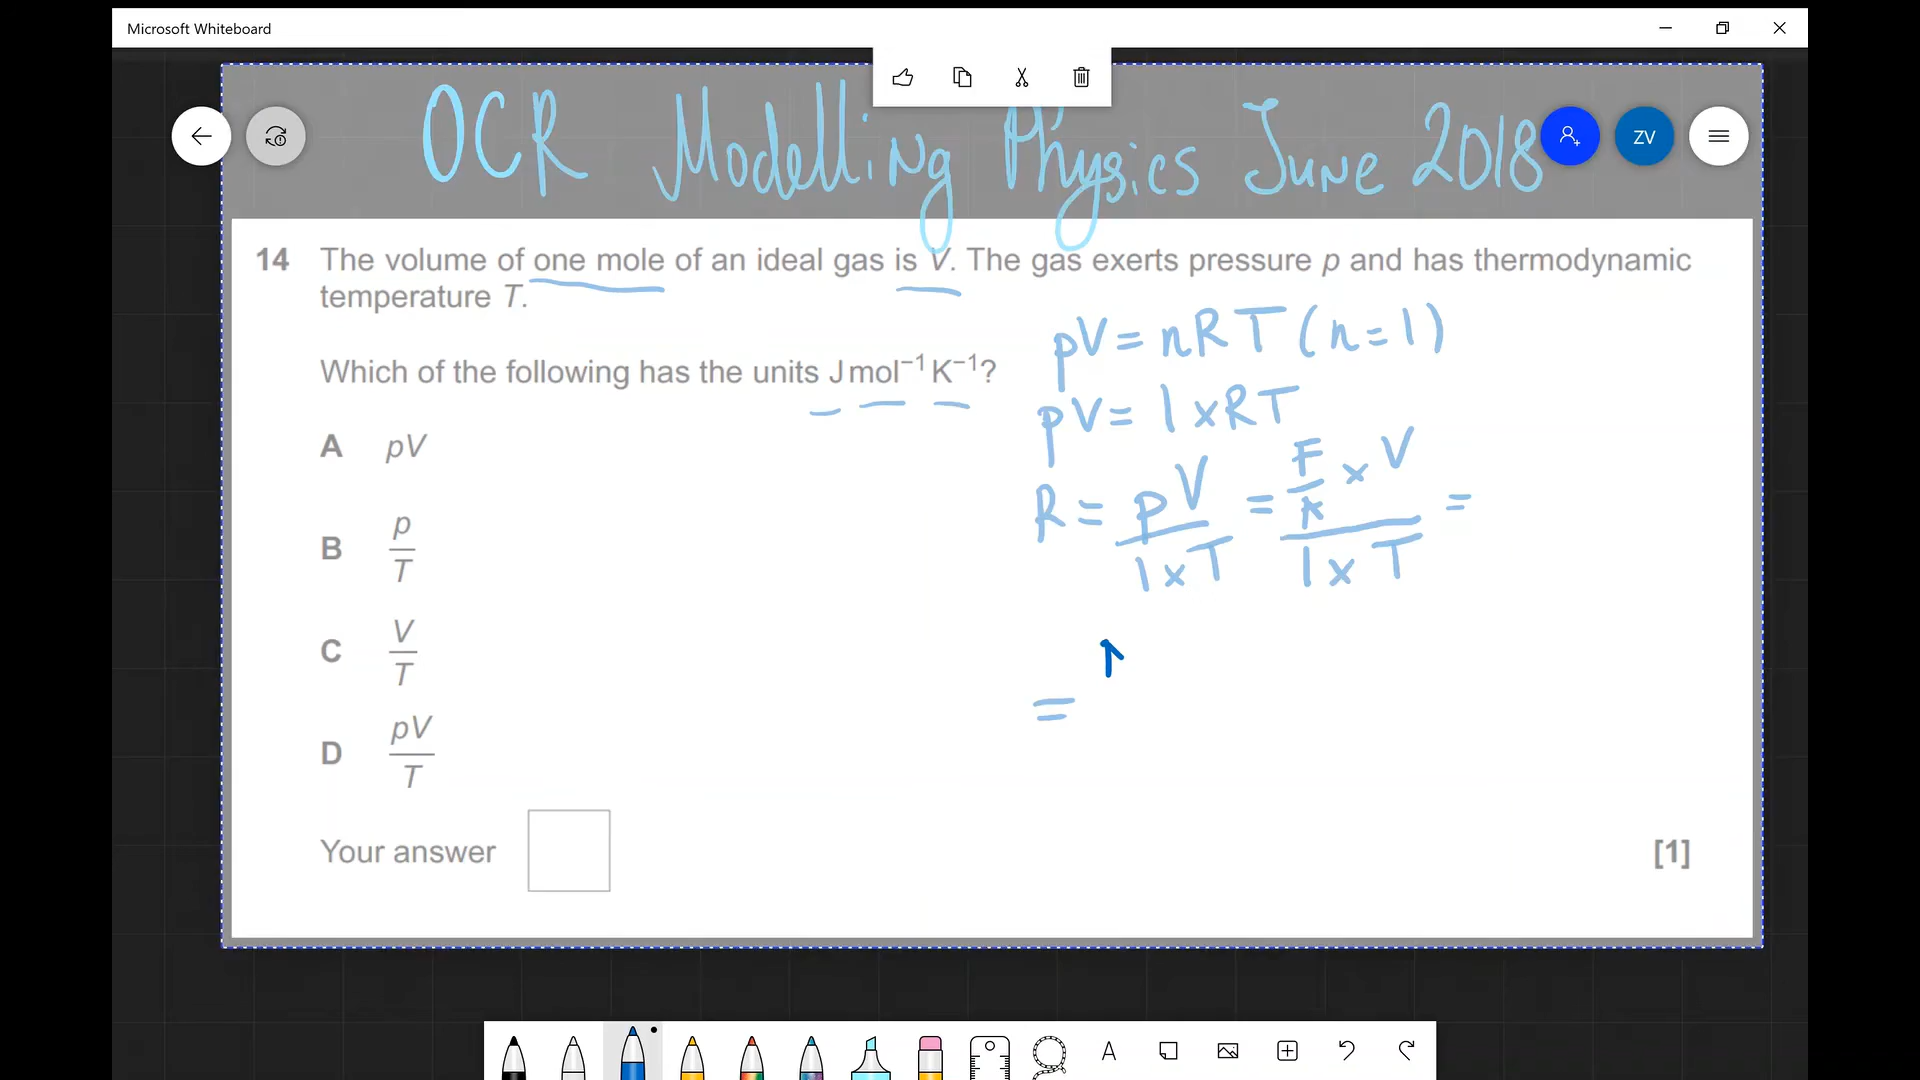 Microsoft Whiteboard
OCR Modelling Physics June 2018
ZV
14 The volume of one mole of an ideal gas is V. The gas exerts pressure p and has thermodynamic
temperature T.
pV = nRT (n=1)
Which of the following has the units J mol⁻¹ K⁻¹?
pV = 1 × RT
A pV
R = pV / 1×T = F/A × V / 1 × T =
B p/T
C V/T
=
D pV/T
Your answer
[1]